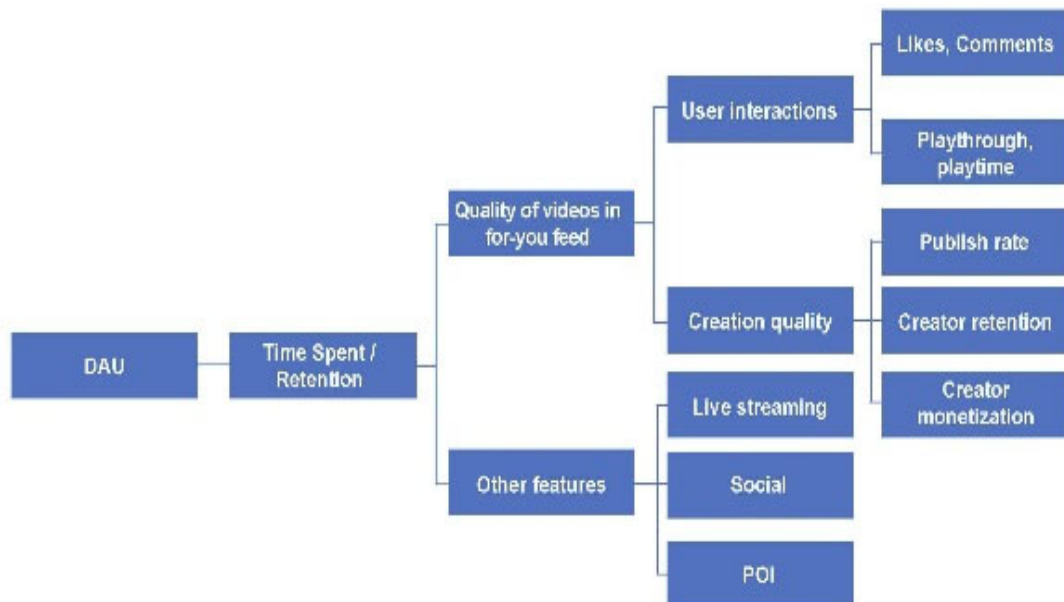 DAU
Time Spent /
Retention
Quality of videos in
for-you feed
User interactions
Likes, Comments
Playthrough,
playtime
Creation quality
Publish rate
Creator retention
Creator
monetization
Other features
Live streaming
Social
POI